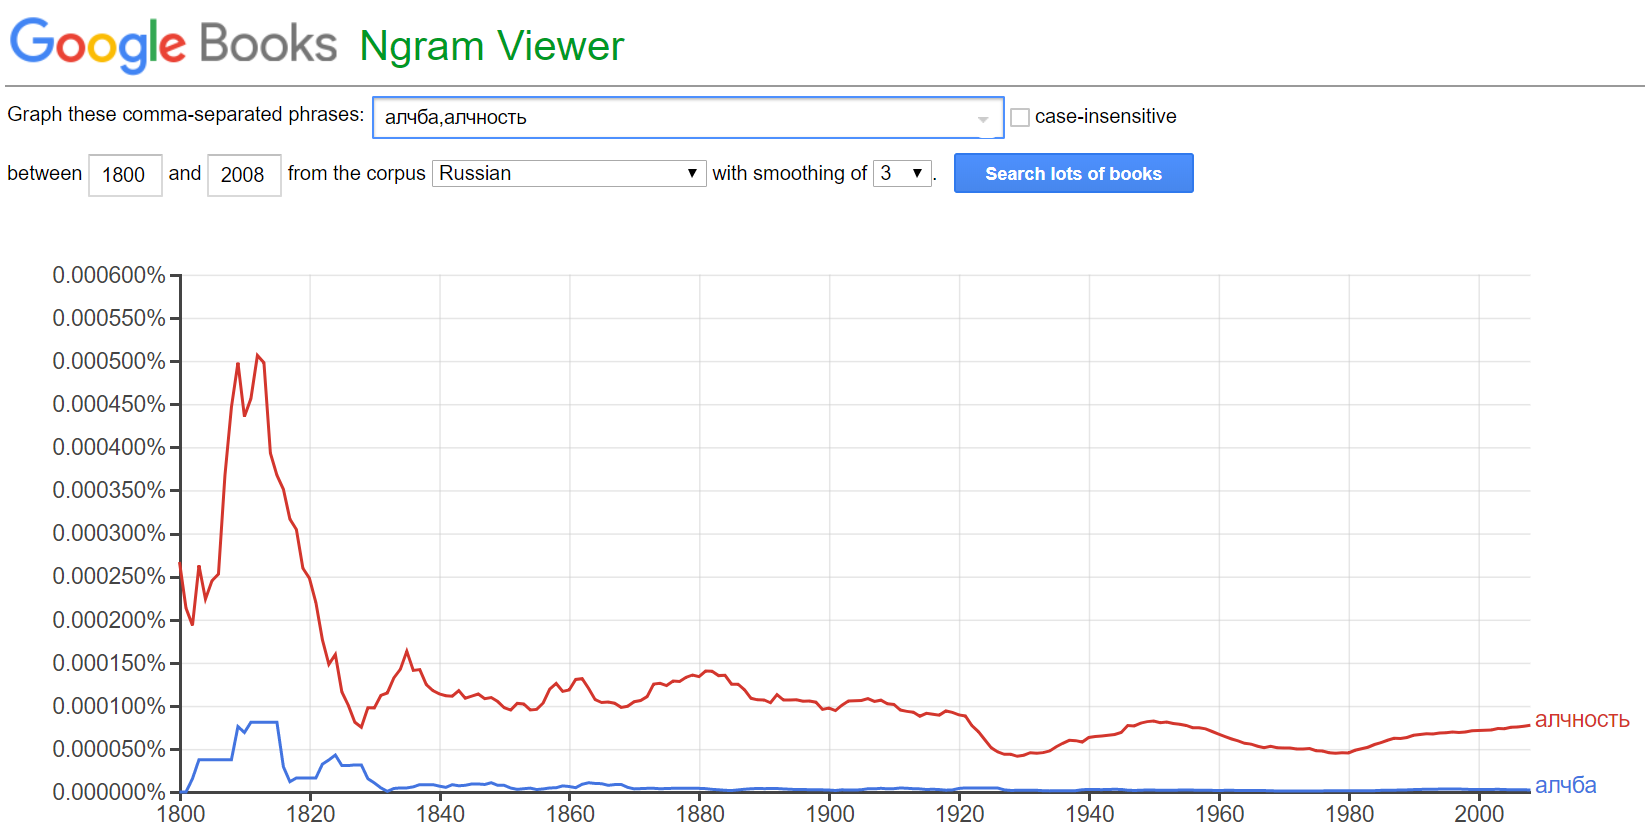 Google Books Ngram Viewer
Graph these comma-separated phrases: алчба,алчность case-insensitive
between 1800 and 2008 from the corpus Russian with smoothing of 3. Search lots of books
0.000600%
0.000550%
0.000500%
0.000450%
0.000400%
0.000350%
0.000300%
0.000250%
0.000200%
0.000150%
0.000100%
алчность
0.000050%
алчба
0.000000%
1800 1820 1840 1860 1880 1900 1920 1940 1960 1980 2000